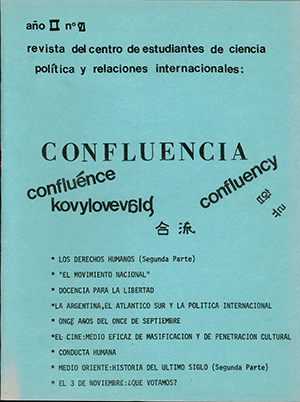 año II nº VI
revista del centro de estudiantes de ciencia
política y relaciones internacionales:
CONFLUENCIA
confluénce
confluency
合流
* LOS DERECHOS HUMANOS (Segunda Parte)
* "EL MOVIMIENTO NACIONAL"
* DOCENCIA PARA LA LIBERTAD
*LA ARGENTINA,EL ATLANTICO SUR Y LA POLITICA INTERNACIONAL
* ONCE AÑOS DEL ONCE DE SEPTIEMBRE
*EL CINE:MEDIO EFICAZ DE MASIFICACION Y DE PENETRACION CULTURAL
* CONDUCTA HUMANA
* MEDIO ORIENTE:HISTORIA DEL ULTIMO SIGLO (Segunda Parte)
* EL 3 DE NOVIEMBRE:¿QUE VOTAMOS?